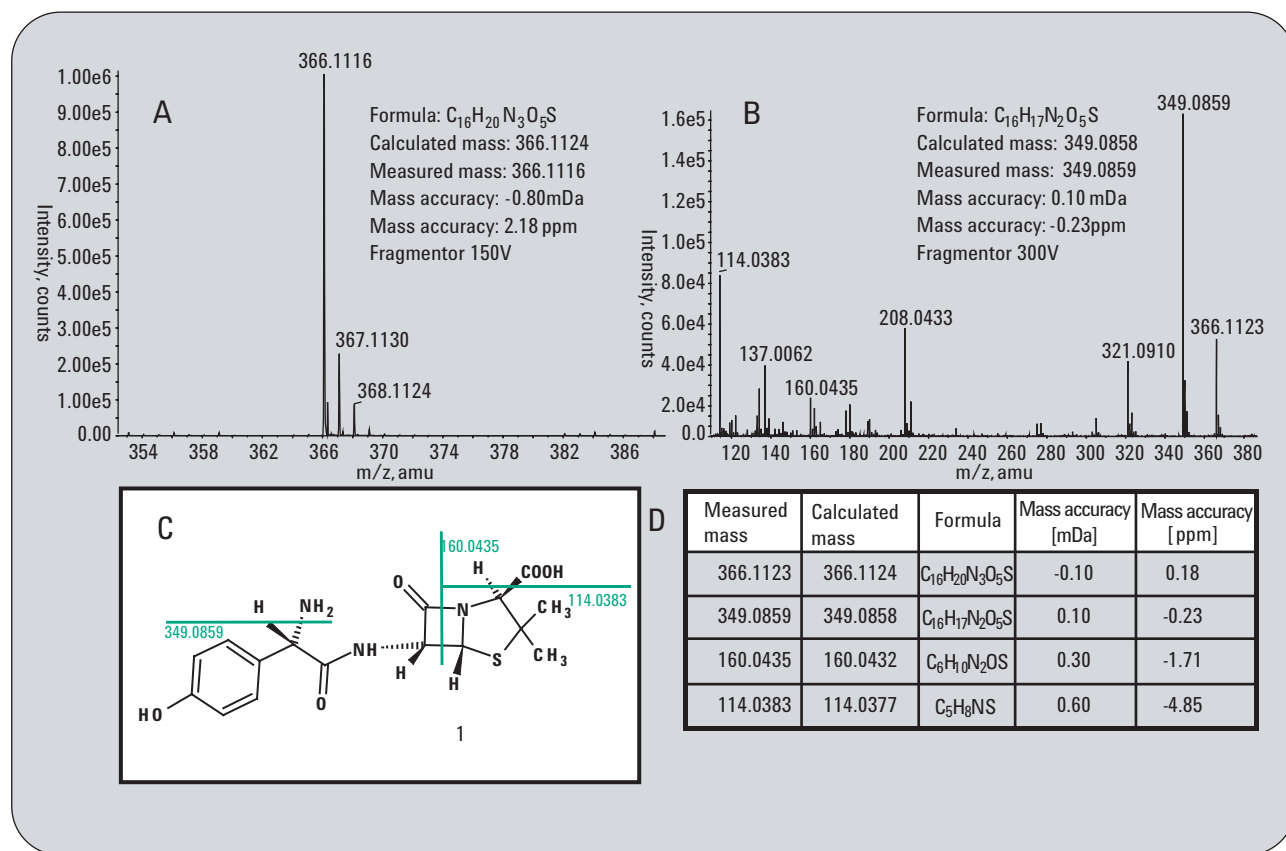 A
366.1116
1.00e6
9.00e5
8.00e5
7.00e5
6.00e5
5.00e5
4.00e5
3.00e5
2.00e5
1.00e5
0.00
Intensity, counts
Formula: C16H20 N3O5S
Calculated mass: 366.1124
Measured mass: 366.1116
Mass accuracy: -0.80mDa
Mass accuracy: 2.18 ppm
Fragmentor 150V
367.1130
368.1124
354 358 362 366 370 374 378 382 386
m/z, amu
B
349.0859
1.6e5
1.4e5
1.2e5
1.0e5
8.0e4
6.0e4
4.0e4
2.0e4
0.0
Intensity, counts
Formula: C16H17N2O5S
Calculated mass: 349.0858
Measured mass: 349.0859
Mass accuracy: 0.10 mDa
Mass accuracy: -0.23ppm
Fragmentor 300V
114.0383
137.0062
160.0435
208.0433
321.0910
366.1123
120 140 160 180 200 220 240 260 280 300 320 340 360 380
m/z, amu
C
160.0435
H
COOH
O
114.0383
H
NH2
N
CH3
349.0859
NH
S
CH3
H
H
O
HO
1
D
Measured mass
Calculated mass
Formula
Mass accuracy [mDa]
Mass accuracy [ppm]
366.1123 366.1124 C16H20N3O5S -0.10 0.18
349.0859 349.0858 C16H17N2O5S 0.10 -0.23
160.0435 160.0432 C6H10N2OS 0.30 -1.71
114.0383 114.0377 C5H8NS 0.60 -4.85